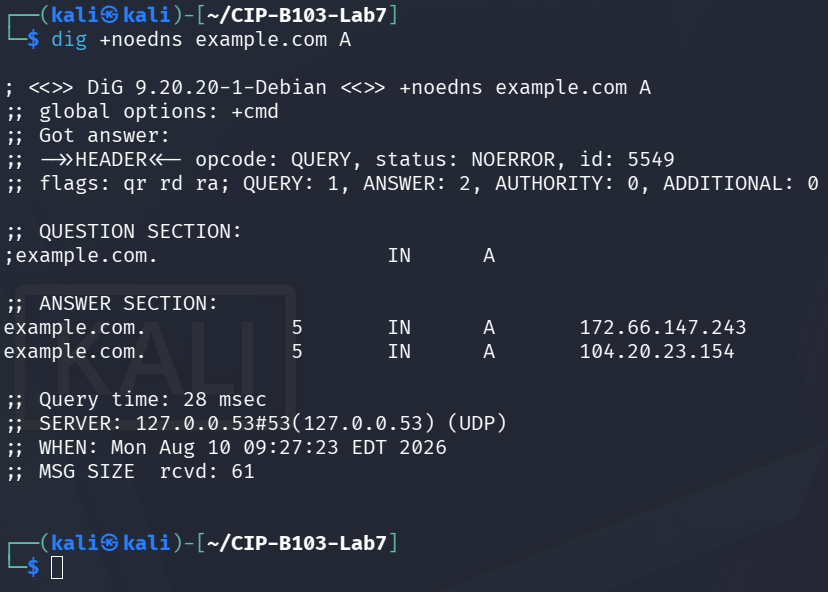 ┌──(kali㉿kali)-[~/CIP-B103-Lab7]
└─$ dig +noedns example.com A

; <<>> DiG 9.20.20-1-Debian <<>> +noedns example.com A
;; global options: +cmd
;; Got answer:
;; ->>HEADER<<- opcode: QUERY, status: NOERROR, id: 5549
;; flags: qr rd ra; QUERY: 1, ANSWER: 2, AUTHORITY: 0, ADDITIONAL: 0

;; QUESTION SECTION:
;example.com.			IN	A

;; ANSWER SECTION:
example.com.		5	IN	A	172.66.147.243
example.com.		5	IN	A	104.20.23.154

;; Query time: 28 msec
;; SERVER: 127.0.0.53#53(127.0.0.53) (UDP)
;; WHEN: Mon Aug 10 09:27:23 EDT 2026
;; MSG SIZE  rcvd: 61

┌──(kali㉿kali)-[~/CIP-B103-Lab7]
└─$
KALI